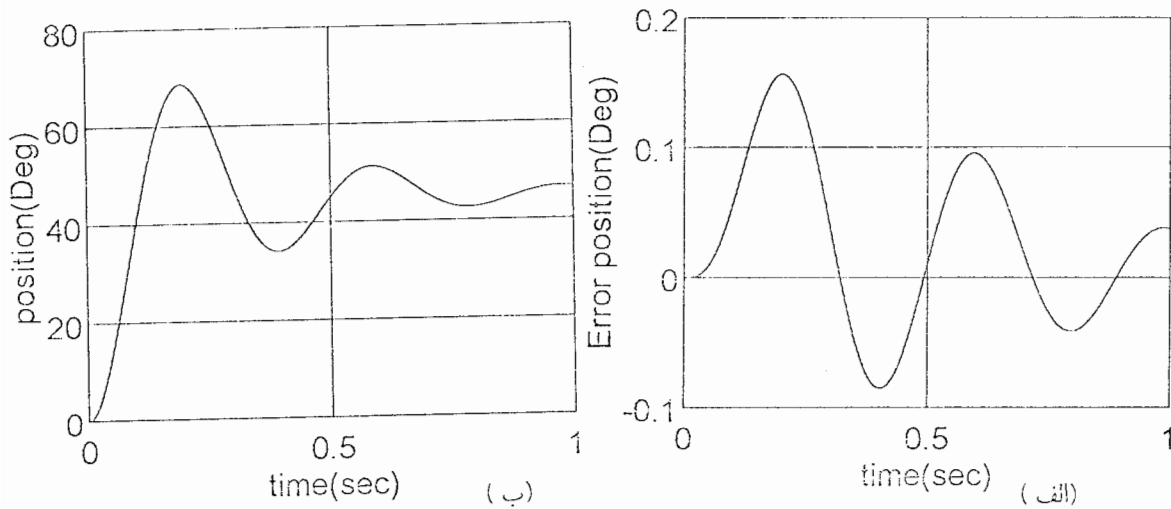 80
60
40
20
0
position(Deg)
0
0.5
1
time(sec)
(ب)
0.2
0.1
0
-0.1
Error position(Deg)
0
0.5
1
time(sec)
(الف)